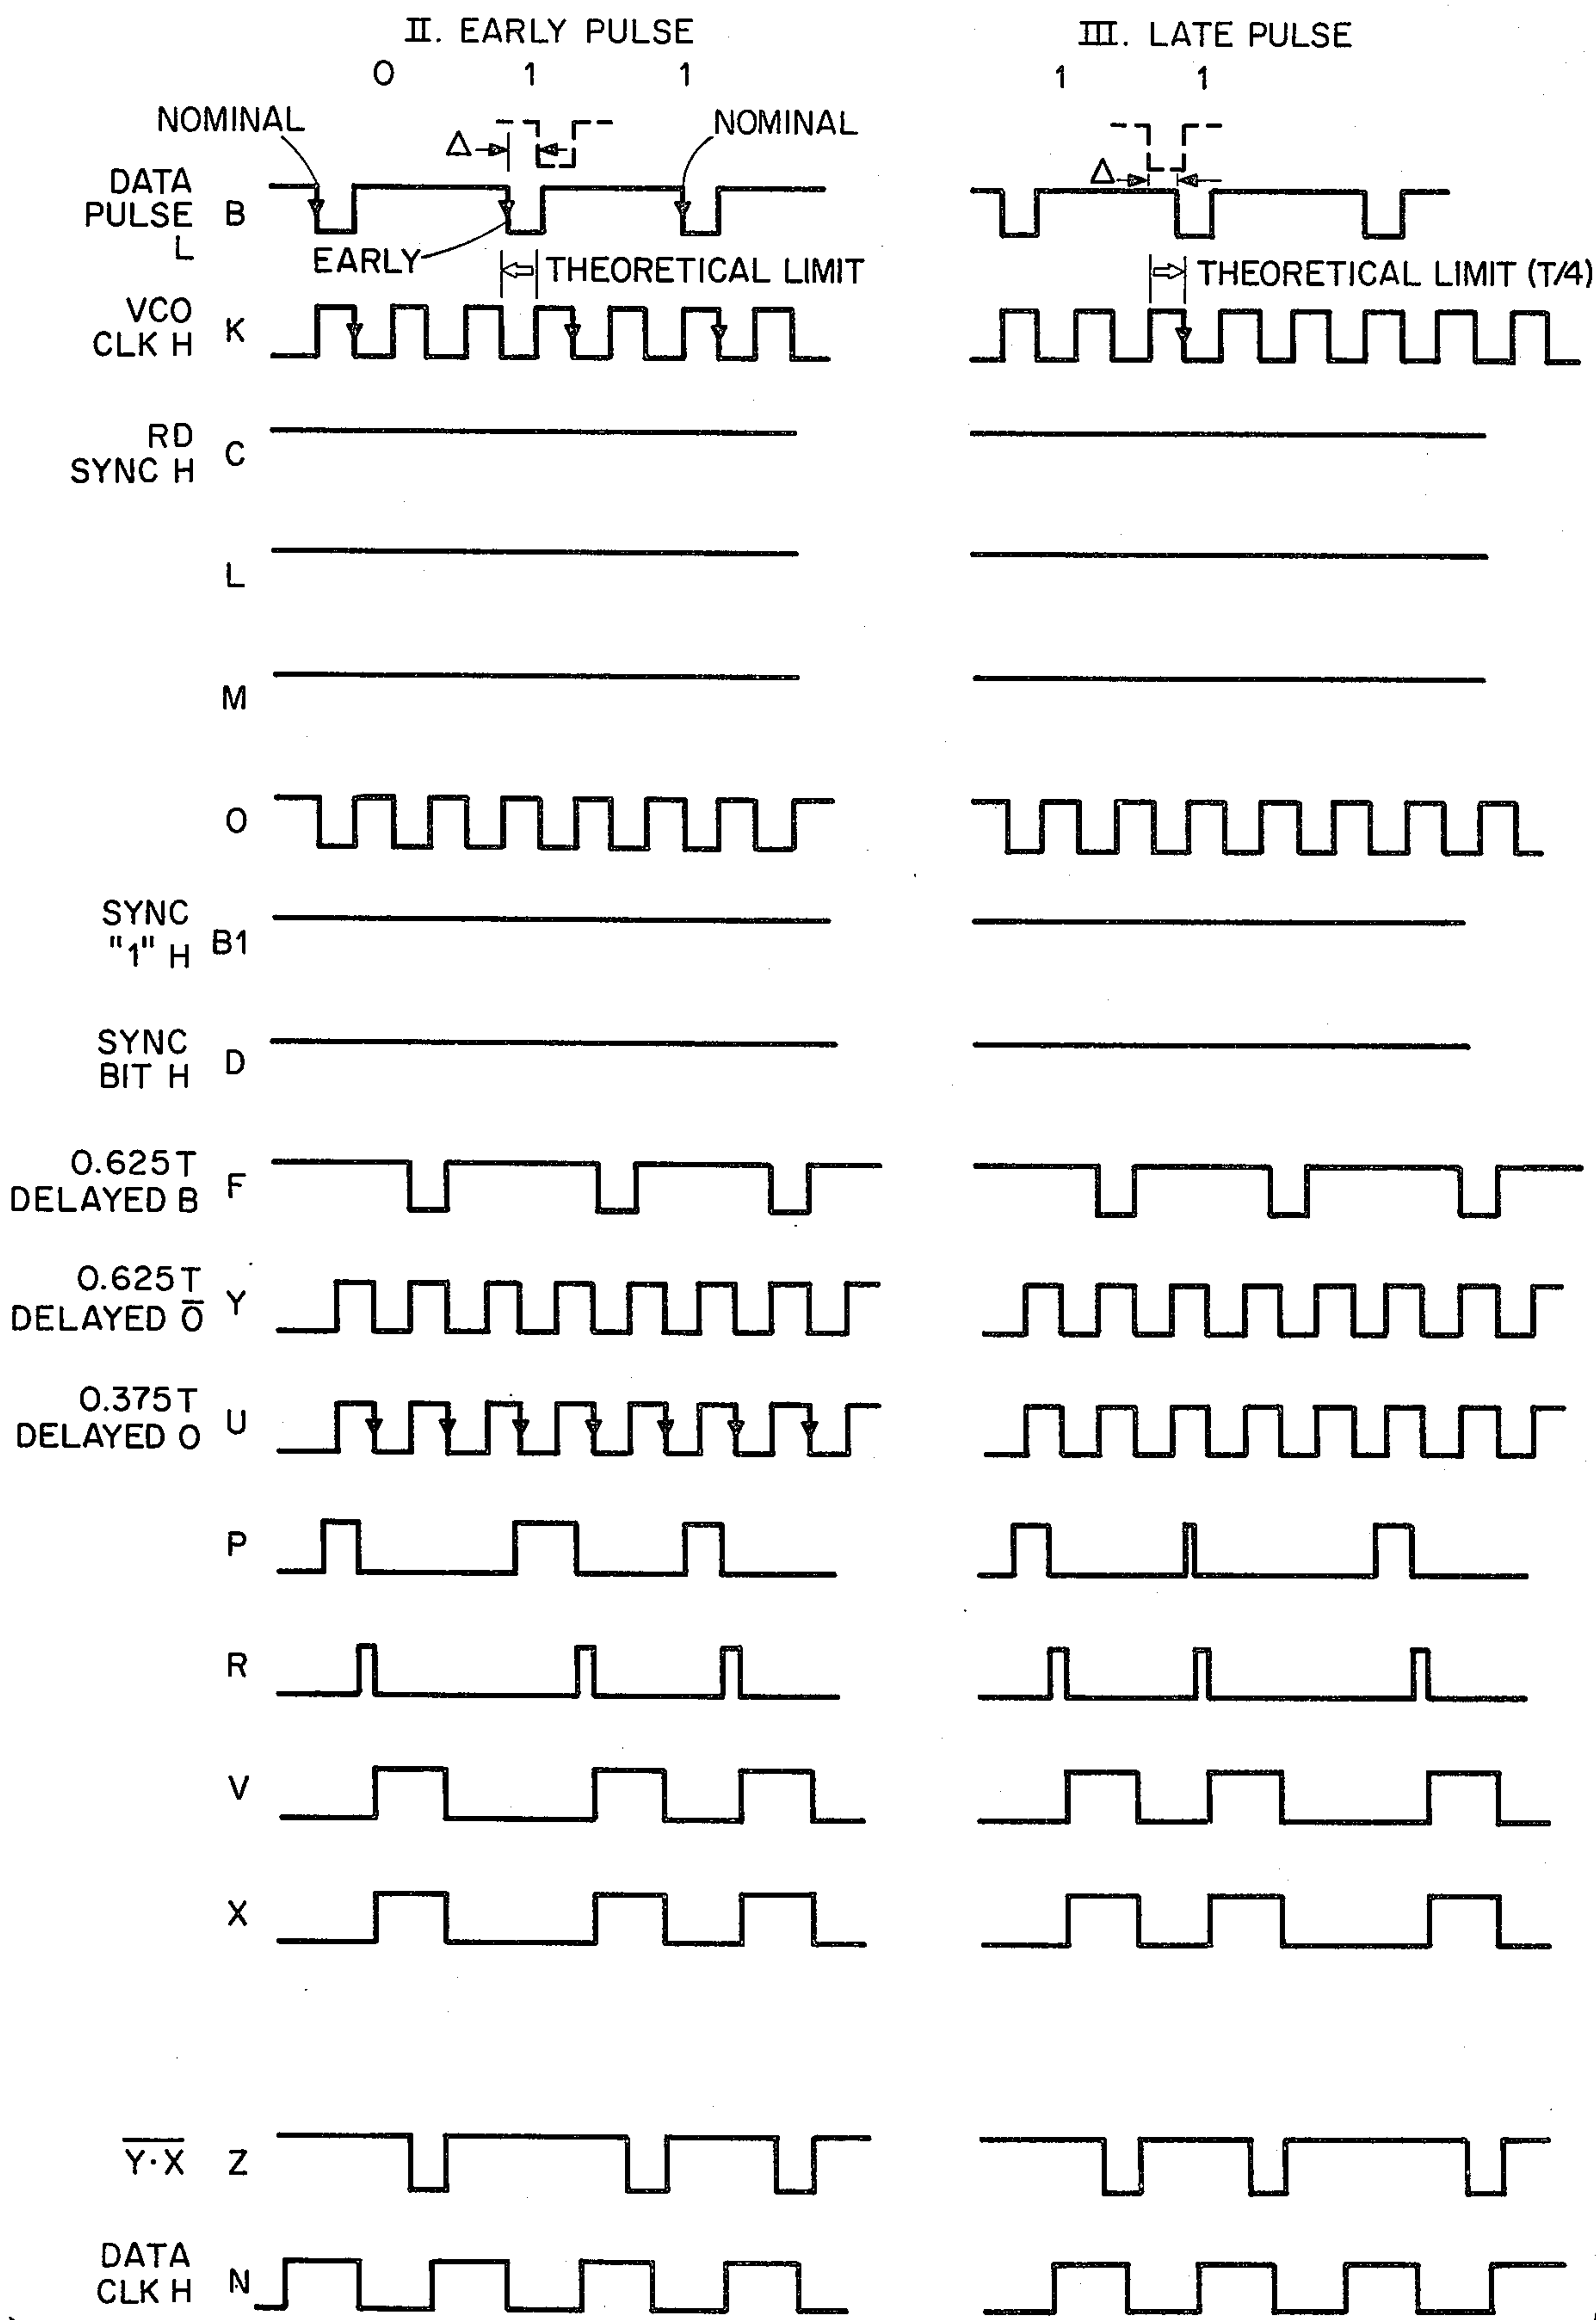 II. EARLY PULSE
III. LATE PULSE
0 1 1
1 1
NOMINAL
NOMINAL
Δ
Δ
DATA
PULSE B
L
EARLY
THEORETICAL LIMIT
THEORETICAL LIMIT (T/4)
VCO
CLK H K
RD
SYNC H C
L
M
O
SYNC
"1" H B1
SYNC
BIT H D
0.625T
DELAYED B F
0.625T
DELAYED O̅ Y
0.375T
DELAYED O U
P
R
V
X
Y·X Z
DATA
CLK H N